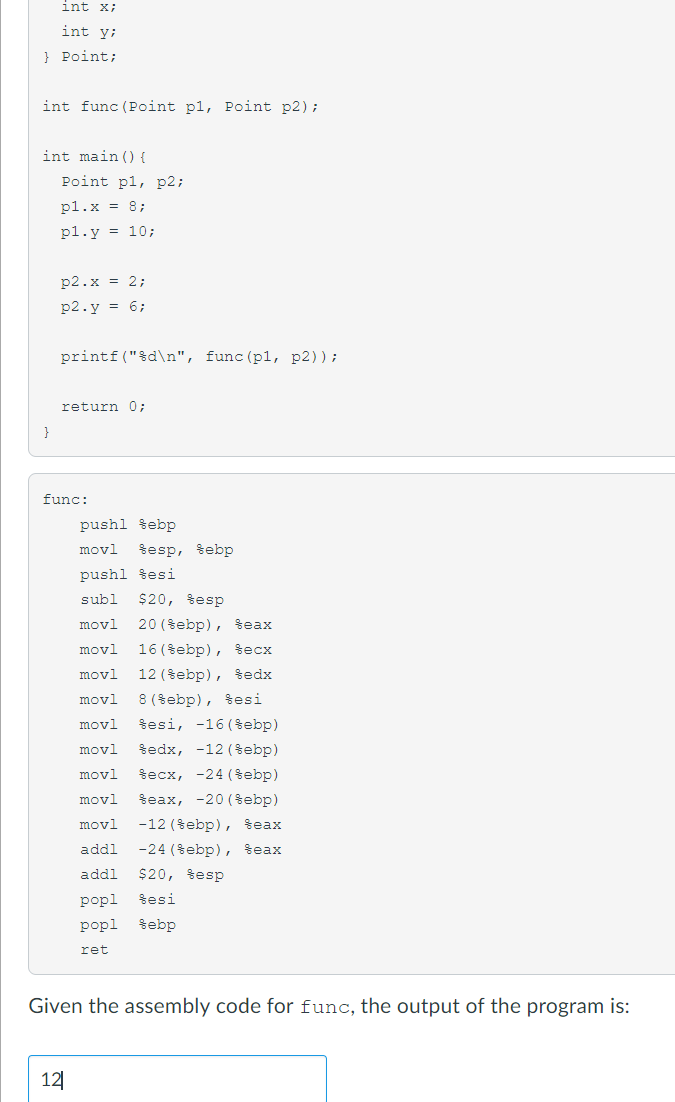 int x;
int y;
} Point;
int func(Point p1, Point p2);
int main(){
Point p1, p2;
p1.x = 8;
p1.y = 10;
p2.x = 2;
p2.y = 6;
printf("%d\n", func(p1, p2));
return 0;
}
func:
pushl %ebp
movl %esp, %ebp
pushl %esi
subl $20, %esp
movl 20(%ebp), %eax
movl 16(%ebp), %ecx
movl 12(%ebp), %edx
movl 8(%ebp), %esi
movl %esi, -16(%ebp)
movl %edx, -12(%ebp)
movl %ecx, -24(%ebp)
movl %eax, -20(%ebp)
movl -12(%ebp), %eax
addl -24(%ebp), %eax
addl $20, %esp
popl %esi
popl %ebp
ret
Given the assembly code for func, the output of the program is:
12